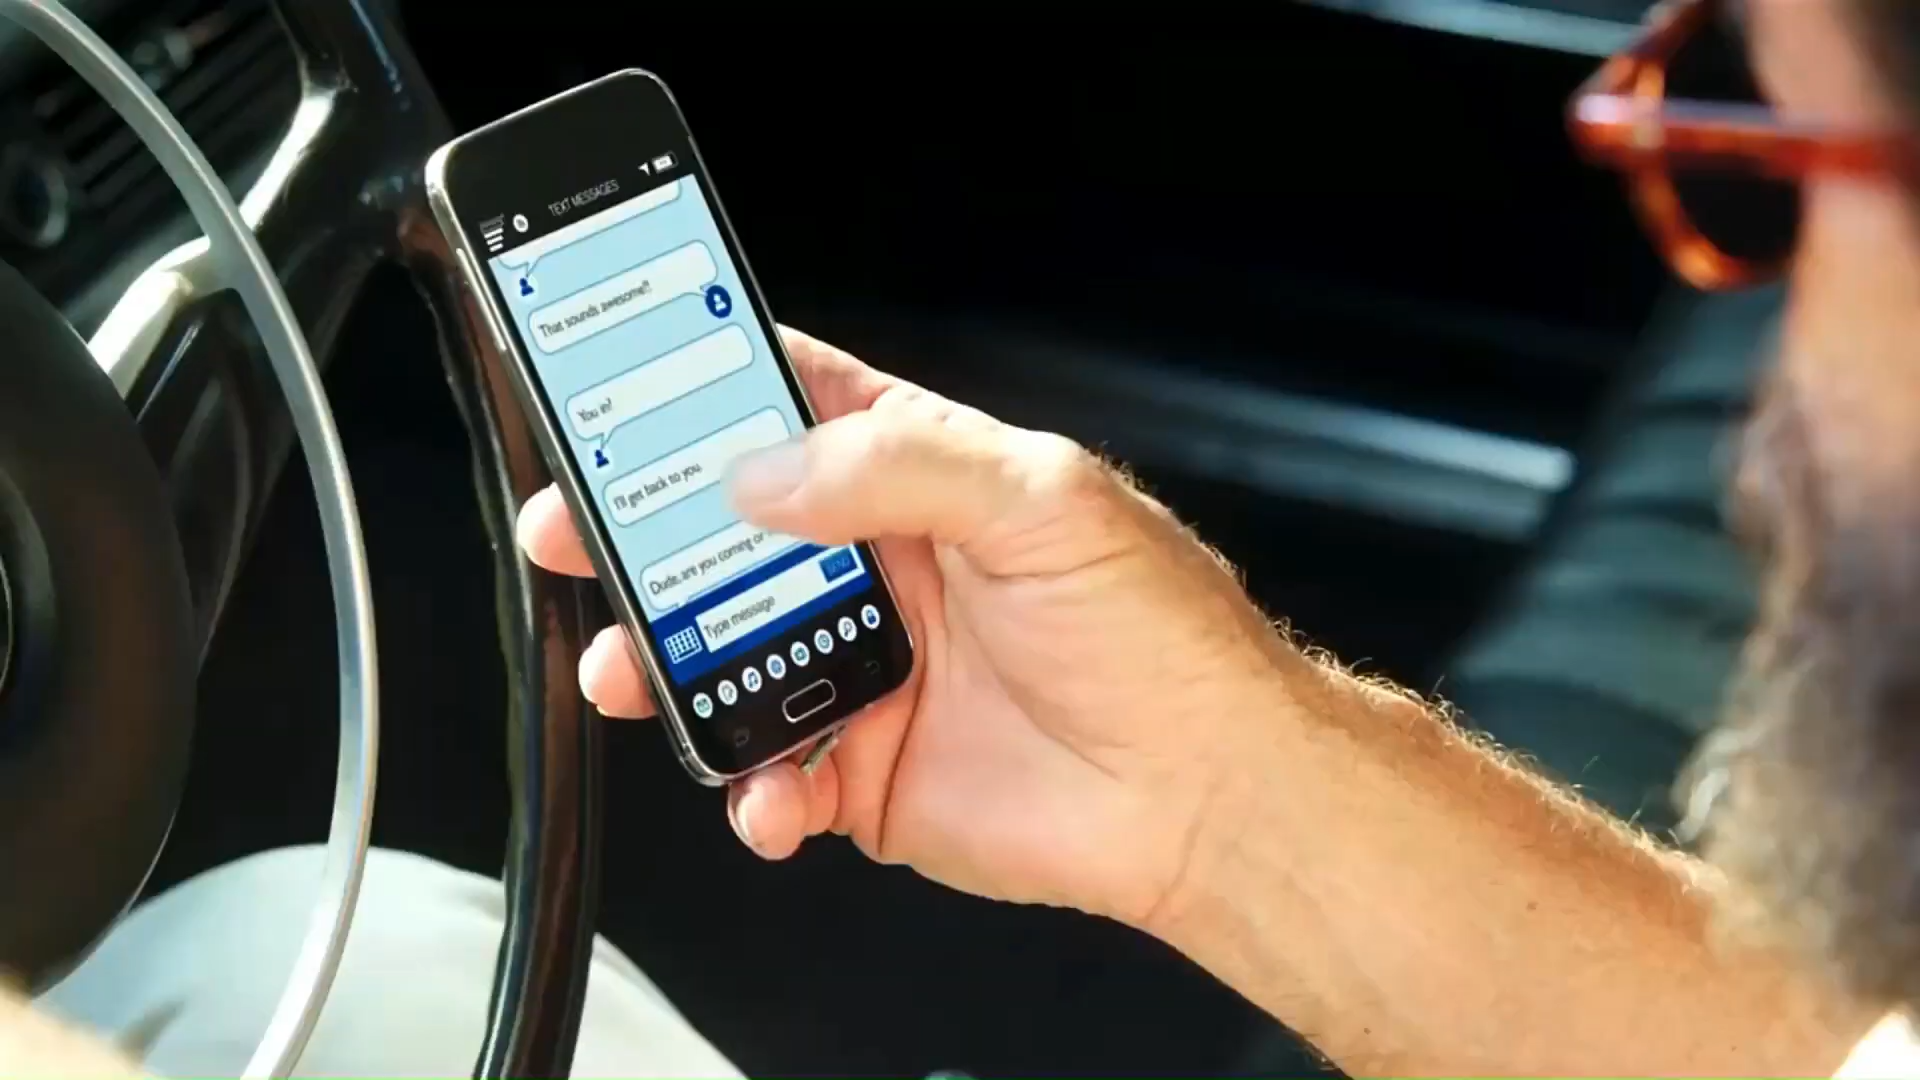 TEXT MESSAGES
That sounds awesome!!
You in?
I'll get back to you.
Dude, are you coming or
SEND
Type message